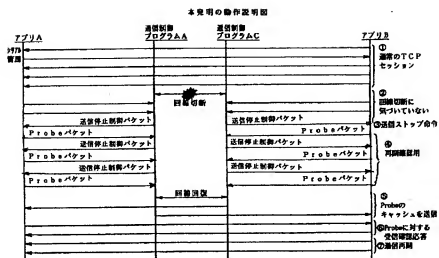 本発明の動作説明図
アプリA
通信制御
プログラムA
通信制御
プログラムC
アプリB
シリアル
管理
①
通常のTCP
セッション
回線切断
②
回線切断に
気づいていない
送信停止制御パケット
送信停止制御パケット
③送信ストップ命令
Probeパケット
Probeパケット
送信停止制御パケット
送信停止制御パケット
④
再開確認用
Probeパケット
Probeパケット
送信停止制御パケット
送信停止制御パケット
Probeパケット
Probeパケット
回線回復
⑤
Probeの
キャッシュを送信
⑥Probeに対する
受信確認応答
⑦通信再開